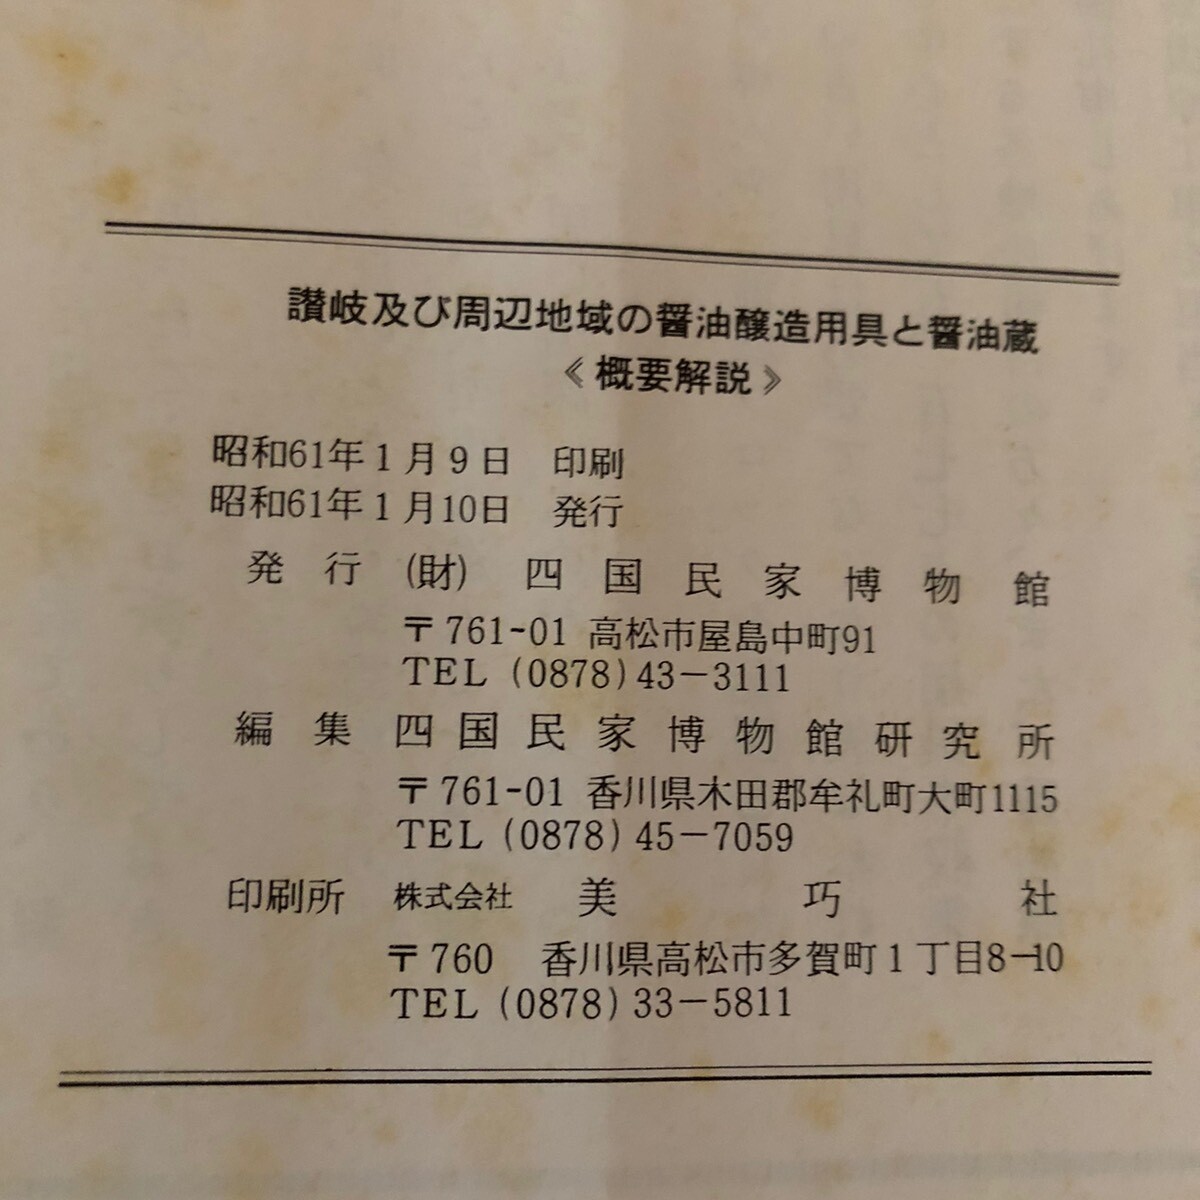 讃岐及び周辺地域の醤油醸造用具と醤油蔵
《概要解説》
昭和61年1月9日 印刷
昭和61年1月10日 発行
発行 (財) 四国民家博物館
〒761-01 高松市屋島中町91
TEL (0878)43-3111
編集 四国民家博物館研究所
〒761-01 香川県木田郡牟礼町大町1115
TEL (0878)45-7059
印刷所 株式会社 美巧社
〒760 香川県高松市多賀町1丁目8-10
TEL (0878)33-5811